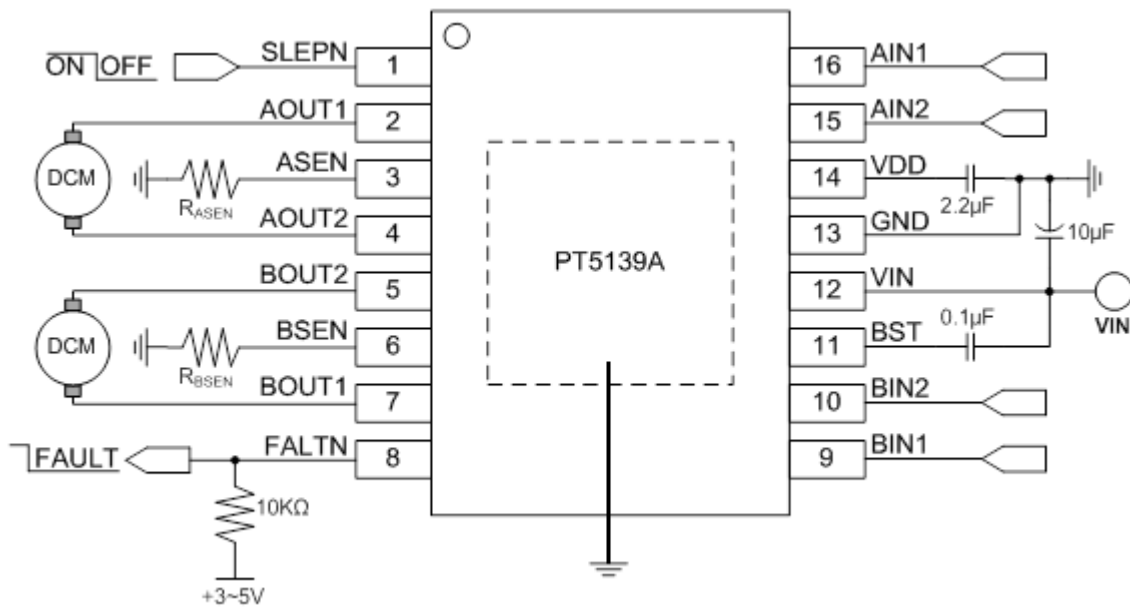 ON OFF
SLEPN
1
AOUT1
2
DCM
ASEN
3
RASEN
AOUT2
4
BOUT2
5
DCM
BSEN
6
RBSEN
BOUT1
7
FAULT
FALTN
8
10KΩ
+3~5V
PT5139A
16
AIN1
15
AIN2
14
VDD
2.2µF
13
GND
10µF
12
VIN
VIN
0.1µF
11
BST
10
BIN2
9
BIN1